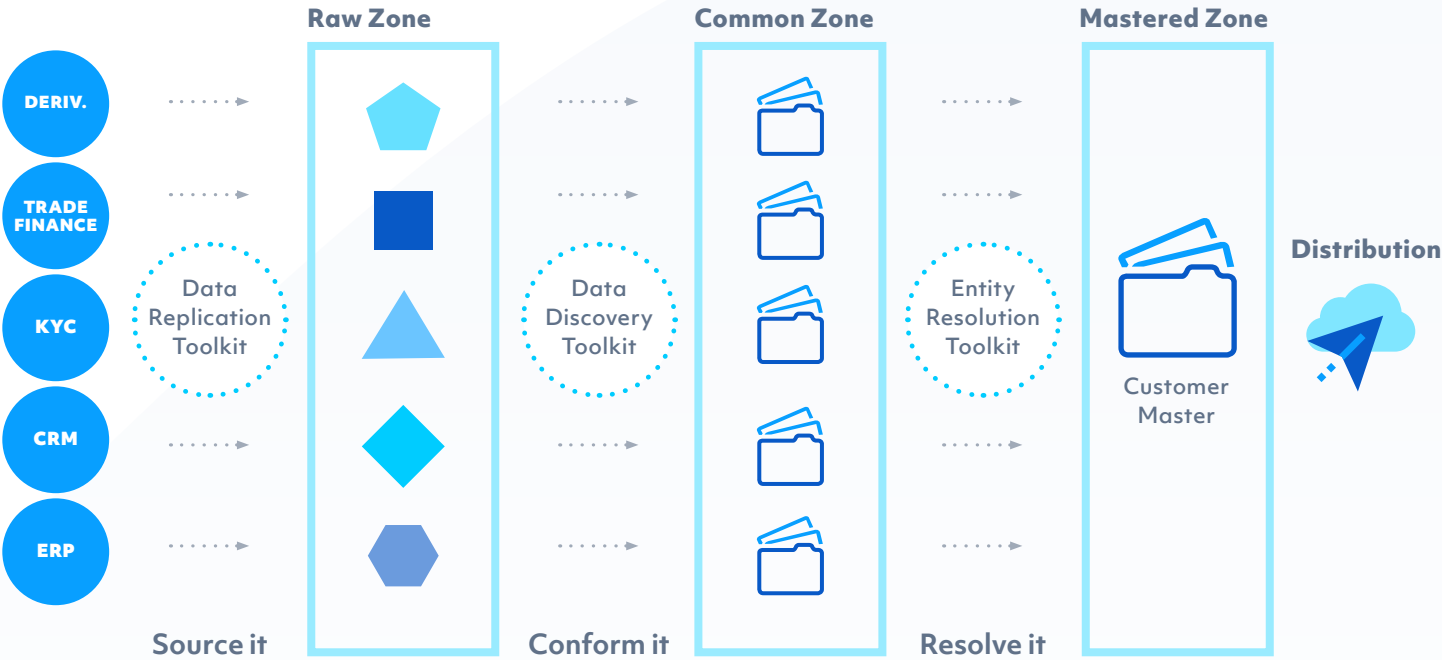 Raw Zone
Common Zone
Mastered Zone
DERIV.
TRADE
FINANCE
KYC
CRM
ERP
Data
Replication
Toolkit
Data
Discovery
Toolkit
Entity
Resolution
Toolkit
Customer
Master
Distribution
Source it
Conform it
Resolve it